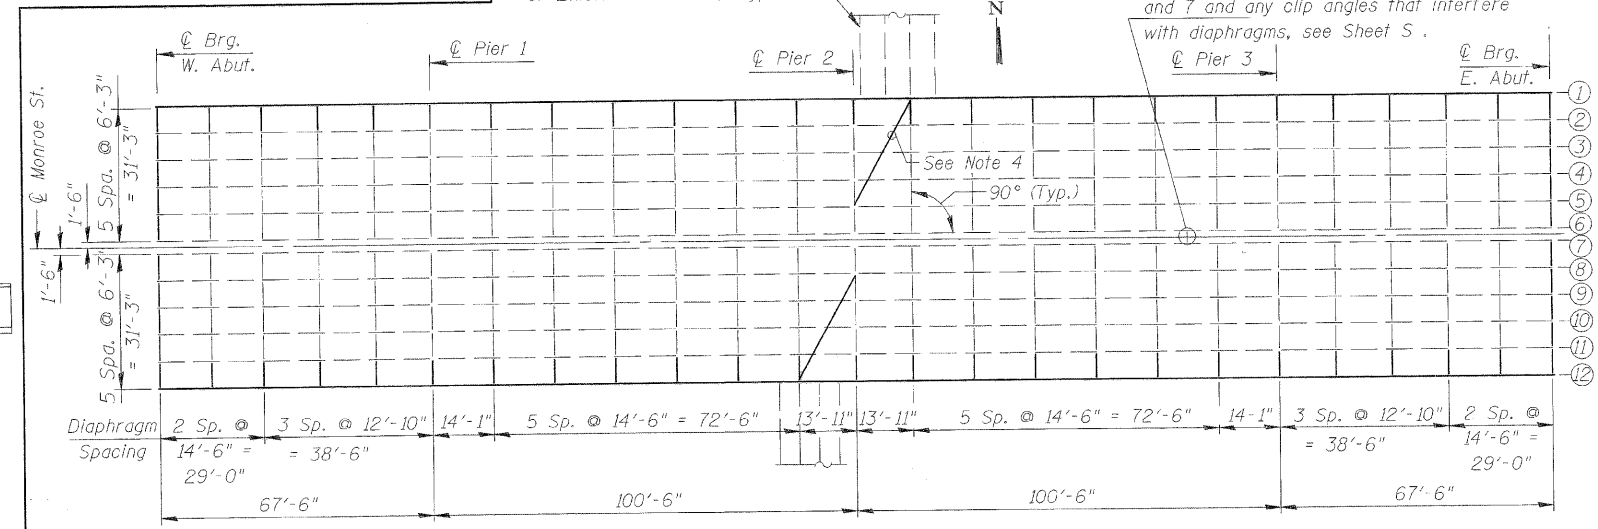 and 7 and any clip angles that interfere
with diaphragms, see Sheet S .
N
℄ Brg.
W. Abut.
℄ Pier 1
℄ Pier 2
℄ Pier 3
℄ Brg.
E. Abut.
℄ Monroe St.
1'-6"
1'-6"
5 Spa. @ 6'-3"
= 31'-3"
5 Spa. @ 6'-3"
= 31'-3"
See Note 4
90° (Typ.)
1
1
2
3
4
5
6
7
8
9
10
11
12
Diaphragm
Spacing
2 Sp. @
14'-6" =
29'-0"
3 Sp. @ 12'-10"
= 38'-6"
14'-1"
5 Sp. @ 14'-6" = 72'-6"
13'-11"
13'-11"
5 Sp. @ 14'-6" = 72'-6"
14-1"
3 Sp. @ 12'-10"
= 38'-6"
2 Sp. @
14'-6" =
29'-0"
67'-6"
100'-6"
100'-6"
67'-6"